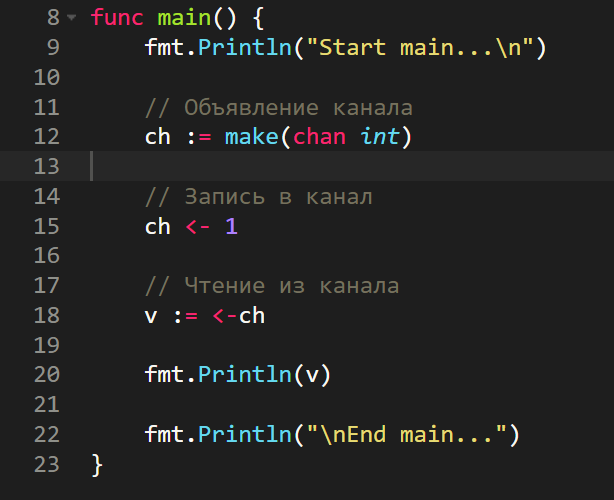 8 func main() {
9     fmt.Println("Start main...\n")
10
11     // Объявление канала
12     ch := make(chan int)
13
14     // Запись в канал
15     ch <- 1
16
17     // Чтение из канала
18     v := <-ch
19
20     fmt.Println(v)
21
22     fmt.Println("\nEnd main...")
23 }